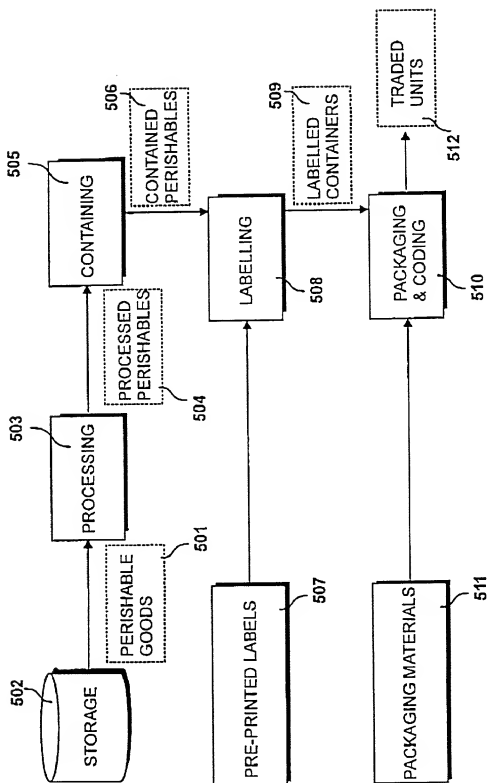 502
STORAGE
PERISHABLE
GOODS
501
503
PROCESSING
PROCESSED
PERISHABLES
504
505
CONTAINING
506
CONTAINED
PERISHABLES
PRE-PRINTED LABELS
507
LABELLING
508
509
LABELLED
CONTAINERS
PACKAGING MATERIALS
511
PACKAGING
& CODING
510
TRADED
UNITS
512